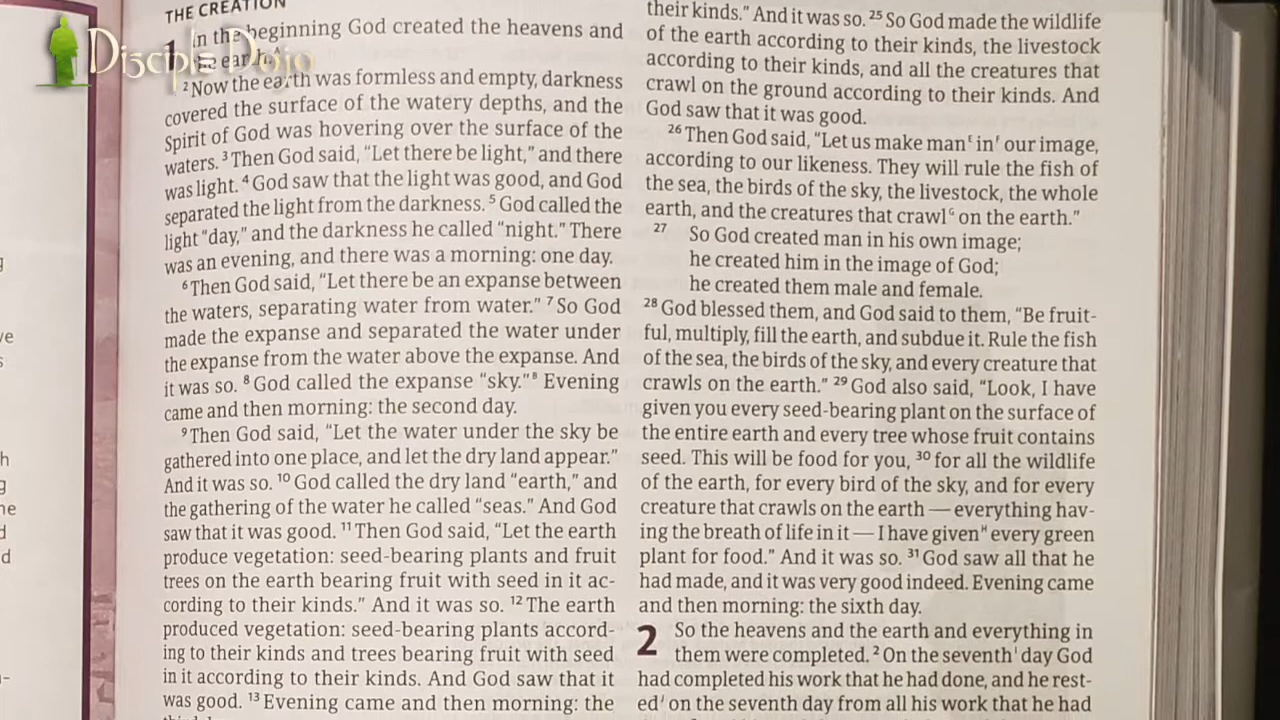 Disciple Dojo
THE CREATION
1 In the beginning God created the heavens and
the earth.ᴬ
²Now the earth was formless and empty, darkness
covered the surface of the watery depths, and the
Spirit of God was hovering over the surface of the
waters. ³Then God said, “Let there be light,” and there
was light. ⁴God saw that the light was good, and God
separated the light from the darkness. ⁵God called the
light “day,” and the darkness he called “night.” There
was an evening, and there was a morning: one day.
⁶Then God said, “Let there be an expanse between
the waters, separating water from water.” ⁷So God
made the expanse and separated the water under
the expanse from the water above the expanse. And
it was so. ⁸God called the expanse “sky.”ᴮ Evening
came and then morning: the second day.
⁹Then God said, “Let the water under the sky be
gathered into one place, and let the dry land appear.”
And it was so. ¹⁰God called the dry land “earth,” and
the gathering of the water he called “seas.” And God
saw that it was good. ¹¹Then God said, “Let the earth
produce vegetation: seed-bearing plants and fruit
trees on the earth bearing fruit with seed in it ac-
cording to their kinds.” And it was so. ¹²The earth
produced vegetation: seed-bearing plants accord-
ing to their kinds and trees bearing fruit with seed
in it according to their kinds. And God saw that it
was good. ¹³Evening came and then morning: the
their kinds.” And it was so. ²⁵So God made the wildlife
of the earth according to their kinds, the livestock
according to their kinds, and all the creatures that
crawl on the ground according to their kinds. And
God saw that it was good.
²⁶Then God said, “Let us make manᴱ inᶠ our image,
according to our likeness. They will rule the fish of
the sea, the birds of the sky, the livestock, the whole
earth, and the creatures that crawlᴳ on the earth.”
²⁷ So God created man in his own image;
he created him in the image of God;
he created them male and female.
²⁸God blessed them, and God said to them, “Be fruit-
ful, multiply, fill the earth, and subdue it. Rule the fish
of the sea, the birds of the sky, and every creature that
crawls on the earth.” ²⁹God also said, “Look, I have
given you every seed-bearing plant on the surface of
the entire earth and every tree whose fruit contains
seed. This will be food for you, ³⁰for all the wildlife
of the earth, for every bird of the sky, and for every
creature that crawls on the earth — everything hav-
ing the breath of life in it — I have givenᴴ every green
plant for food.” And it was so. ³¹God saw all that he
had made, and it was very good indeed. Evening came
and then morning: the sixth day.
2 So the heavens and the earth and everything in
them were completed. ²On the seventhᴵ day God
had completed his work that he had done, and he rest-
edᴶ on the seventh day from all his work that he had